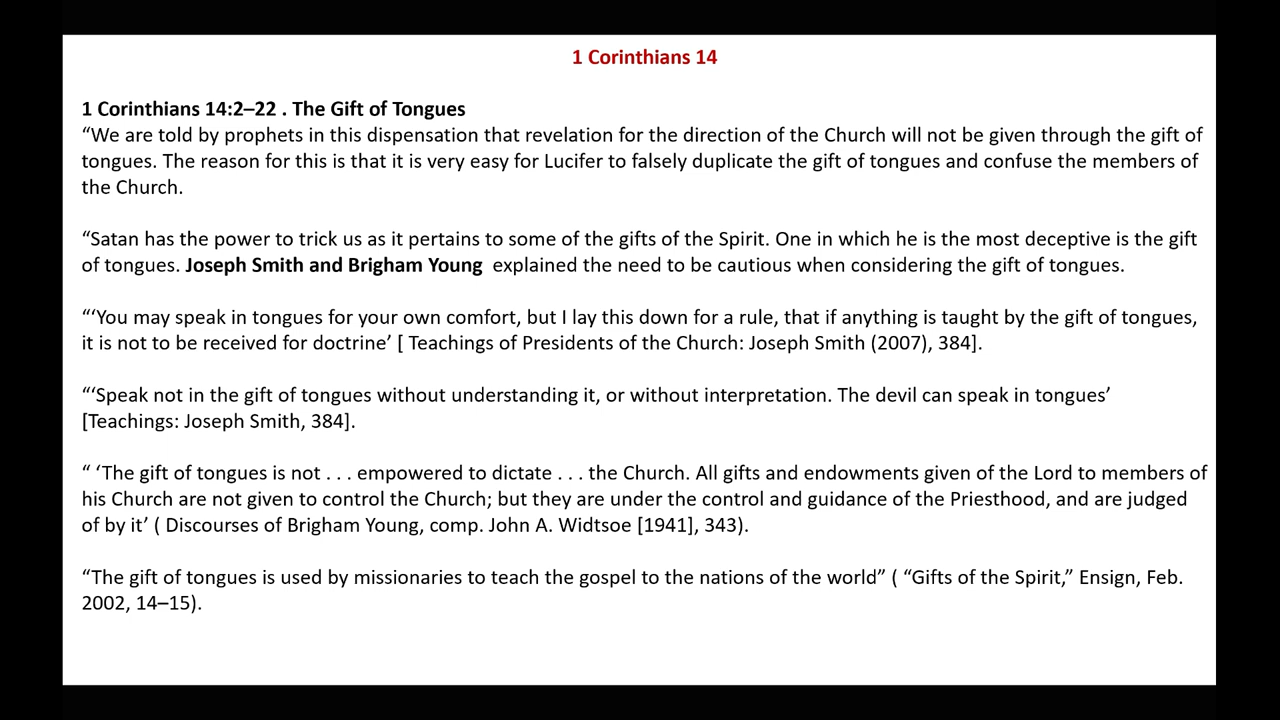 1 Corinthians 14
1 Corinthians 14:2–22 . The Gift of Tongues
“We are told by prophets in this dispensation that revelation for the direction of the Church will not be given through the gift of
tongues. The reason for this is that it is very easy for Lucifer to falsely duplicate the gift of tongues and confuse the members of
the Church.
“Satan has the power to trick us as it pertains to some of the gifts of the Spirit. One in which he is the most deceptive is the gift
of tongues. Joseph Smith and Brigham Young  explained the need to be cautious when considering the gift of tongues.
“‘You may speak in tongues for your own comfort, but I lay this down for a rule, that if anything is taught by the gift of tongues,
it is not to be received for doctrine’ [ Teachings of Presidents of the Church: Joseph Smith (2007), 384].
“‘Speak not in the gift of tongues without understanding it, or without interpretation. The devil can speak in tongues’
[Teachings: Joseph Smith, 384].
“ ‘The gift of tongues is not . . . empowered to dictate . . . the Church. All gifts and endowments given of the Lord to members of
his Church are not given to control the Church; but they are under the control and guidance of the Priesthood, and are judged
of by it’ ( Discourses of Brigham Young, comp. John A. Widtsoe [1941], 343).
“The gift of tongues is used by missionaries to teach the gospel to the nations of the world” ( “Gifts of the Spirit,” Ensign, Feb.
2002, 14–15).